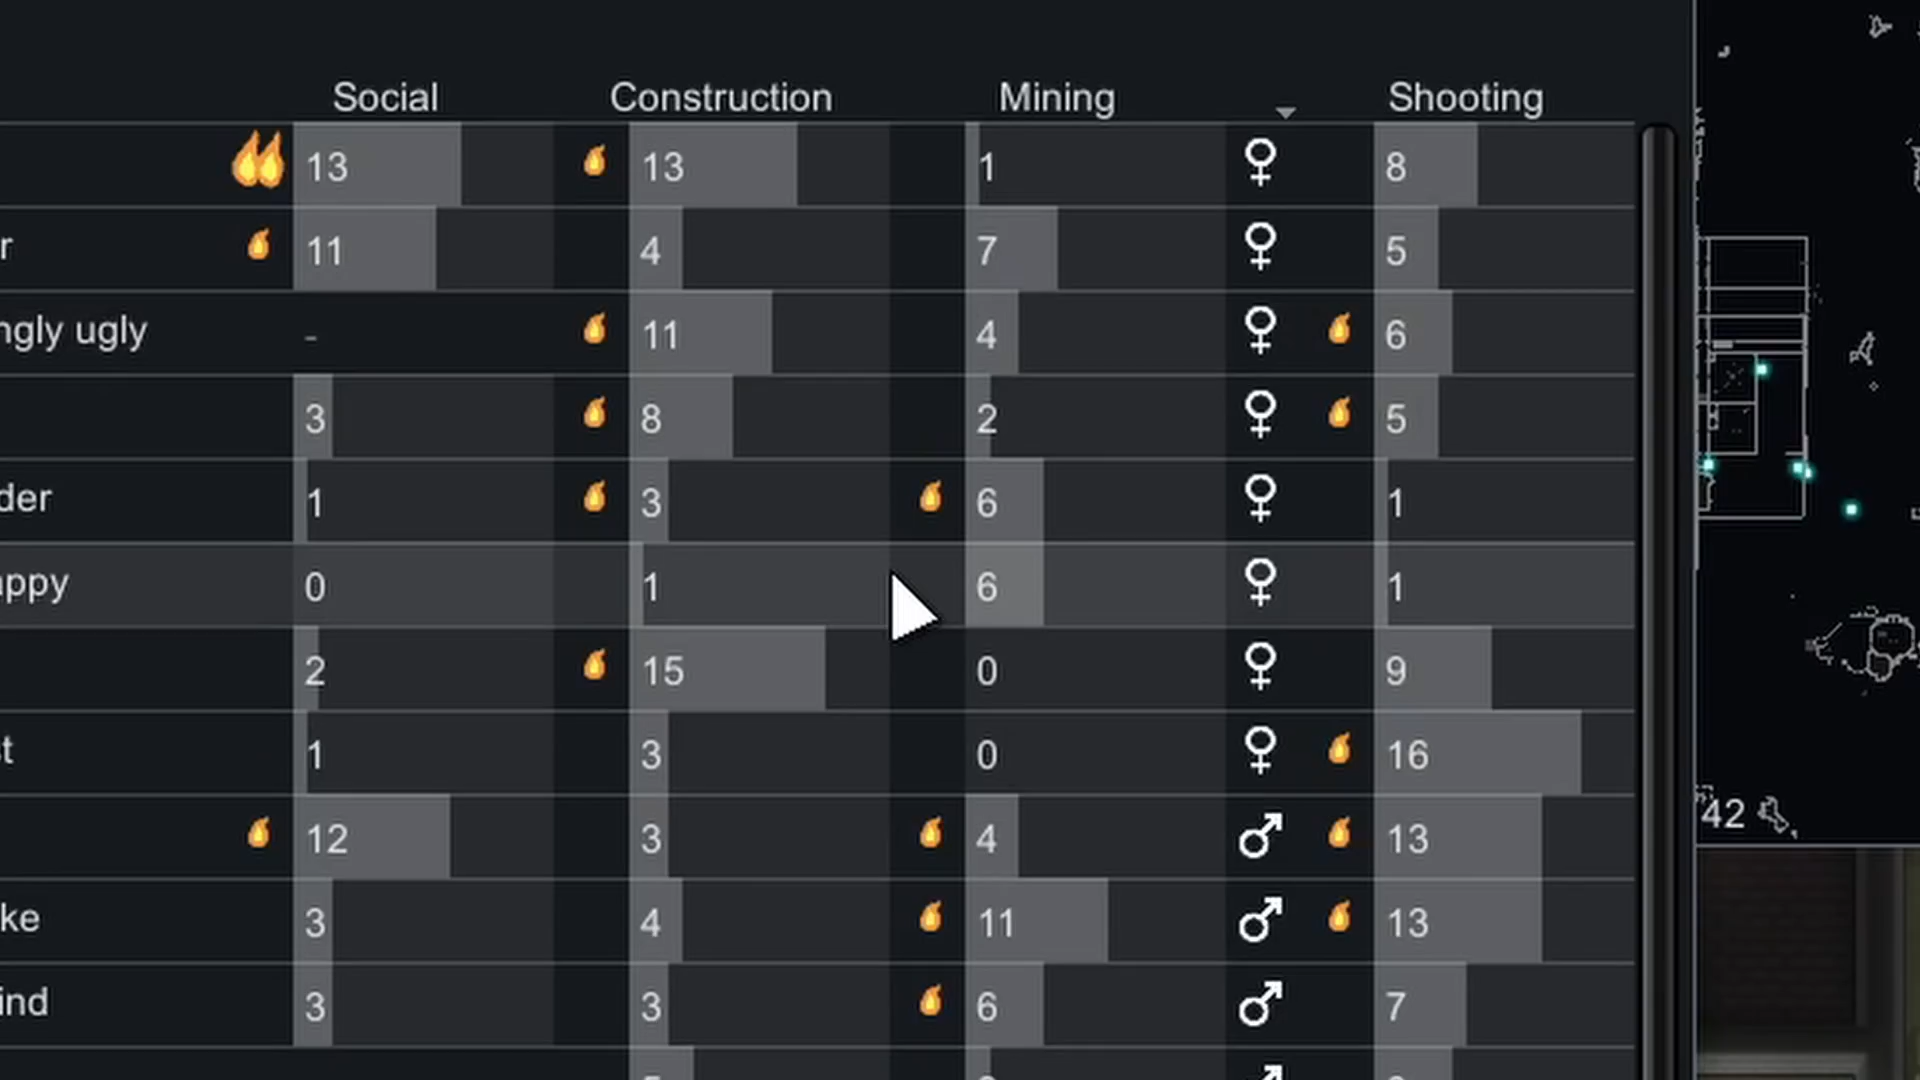 Social Construction Mining Shooting
13 13 1 ♀ 8
r 11 4 7 ♀ 5
ngly ugly - 11 4 ♀ 6
3 8 2 ♀ 5
der 1 3 6 ♀ 1
appy 0 1 6 ♀ 1
2 15 0 ♀ 9
st 1 3 0 ♀ 16
12 3 4 ♂ 13
ke 3 4 11 ♂ 13
ind 3 3 6 ♂ 7
42